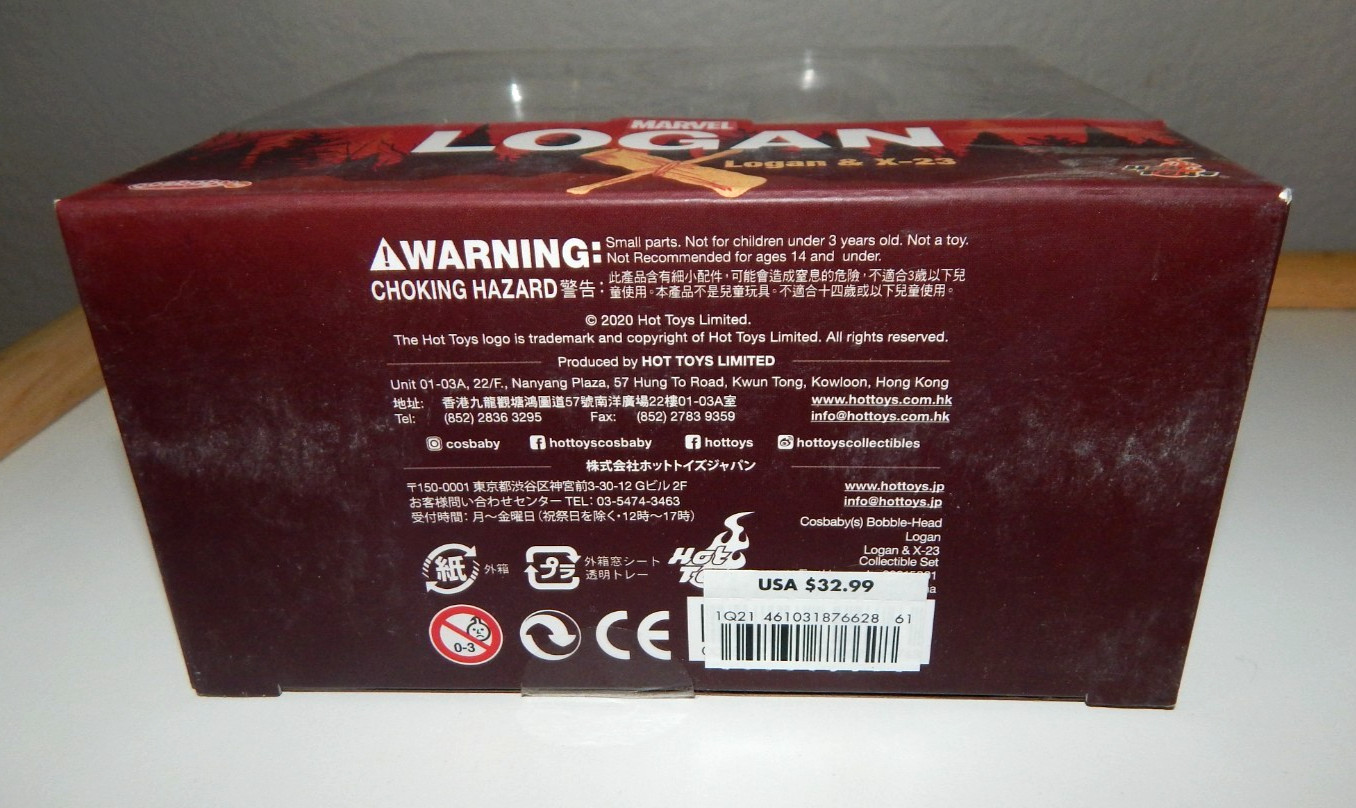 MARVEL
LOGAN
Logan & X-23
WARNING: Small parts. Not for children under 3 years old. Not a toy.
Not Recommended for ages 14 and under.
CHOKING HAZARD 警告：此產品含有細小配件，可能會造成窒息的危險，不適合3歲以下兒
童使用。本產品不是兒童玩具。不適合十四歲或以下兒童使用。
© 2020 Hot Toys Limited.
The Hot Toys logo is trademark and copyright of Hot Toys Limited. All rights reserved.
Produced by HOT TOYS LIMITED
Unit 01-03A, 22/F., Nanyang Plaza, 57 Hung To Road, Kwun Tong, Kowloon, Hong Kong
地址: 香港九龍觀塘鴻圖道57號南洋廣場22樓01-03A室 www.hottoys.com.hk
Tel: (852) 2836 3295 Fax: (852) 2783 9359 info@hottoys.com.hk
cosbaby hottoyscosbaby hottoys hottoyscollectibles
株式会社ホットトイズジャパン
〒150-0001 東京都渋谷区神宮前3-30-12 Gビル 2F www.hottoys.jp
お客様問い合わせセンター TEL: 03-5474-3463 info@hottoys.jp
受付時間：月～金曜日（祝祭日を除く・12時～17時）
Cosbaby(s) Bobble-Head
Logan
Logan & X-23
Collectible Set
紙 外箱 プラ 外箱窓シート
透明トレー
Hot
USA $32.99
1Q21 461031876628 61
0-3
CE